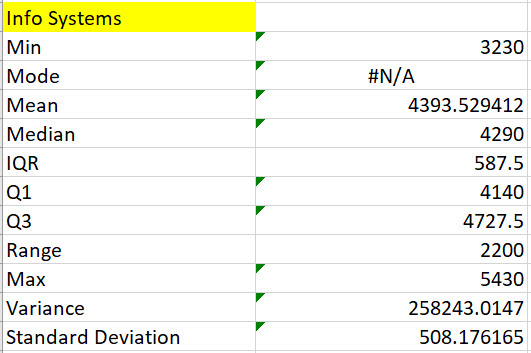 Info Systems
Min 3230
Mode #N/A
Mean 4393.529412
Median 4290
IQR 587.5
Q1 4140
Q3 4727.5
Range 2200
Max 5430
Variance 258243.0147
Standard Deviation 508.176165